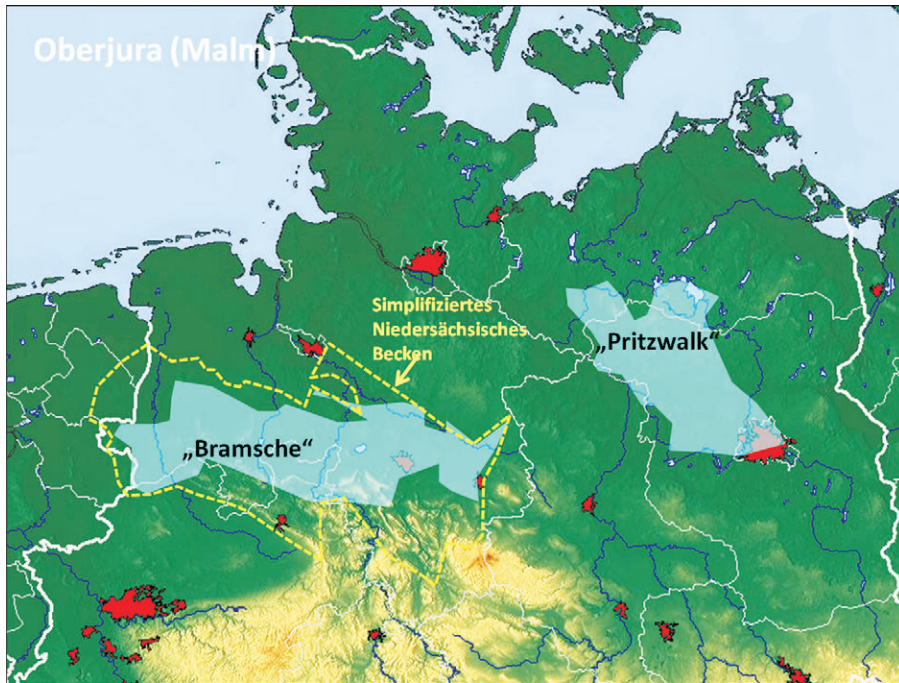 Oberjura (Malm)
Simplifiziertes
Niedersächsisches
Becken
„Pritzwalk“
„Bramsche“